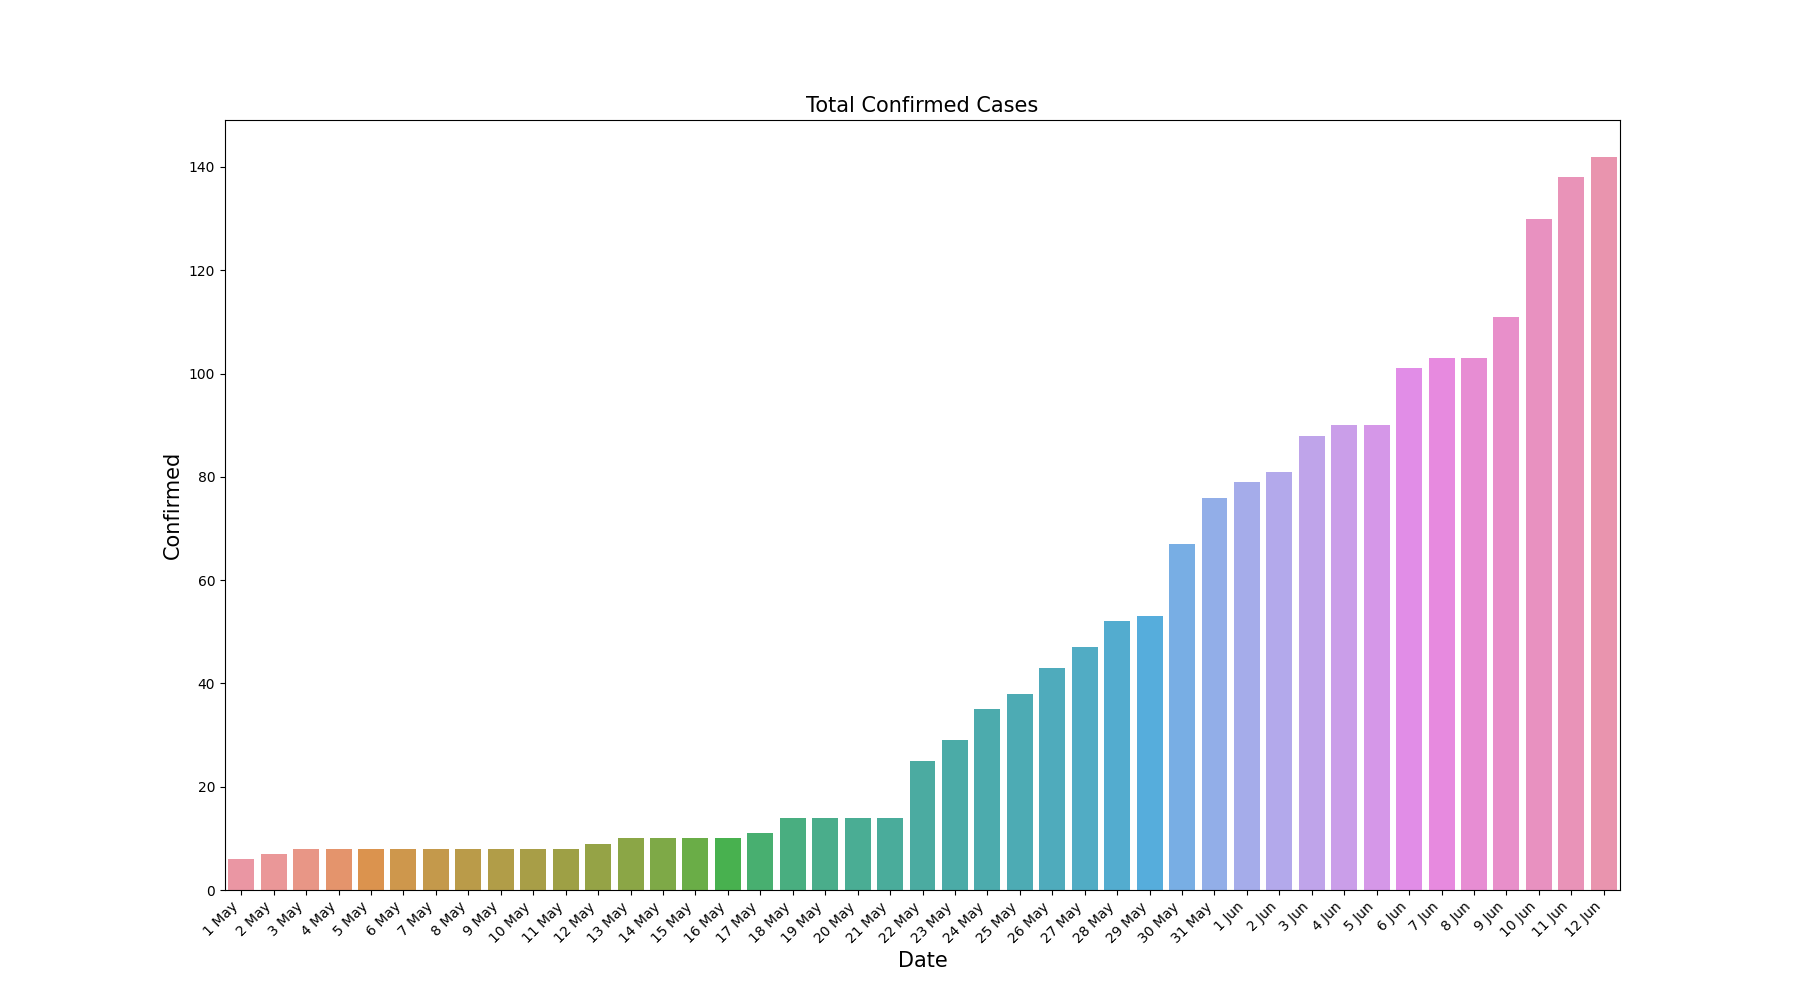 Total Confirmed Cases
140
120
100
80
60
40
20
0
Confirmed
1 May
2 May
3 May
4 May
5 May
6 May
7 May
8 May
9 May
10 May
11 May
12 May
13 May
14 May
15 May
16 May
17 May
18 May
19 May
20 May
21 May
22 May
23 May
24 May
25 May
26 May
27 May
28 May
29 May
30 May
31 May
1 Jun
2 Jun
3 Jun
4 Jun
5 Jun
6 Jun
7 Jun
8 Jun
9 Jun
10 Jun
11 Jun
12 Jun
Date